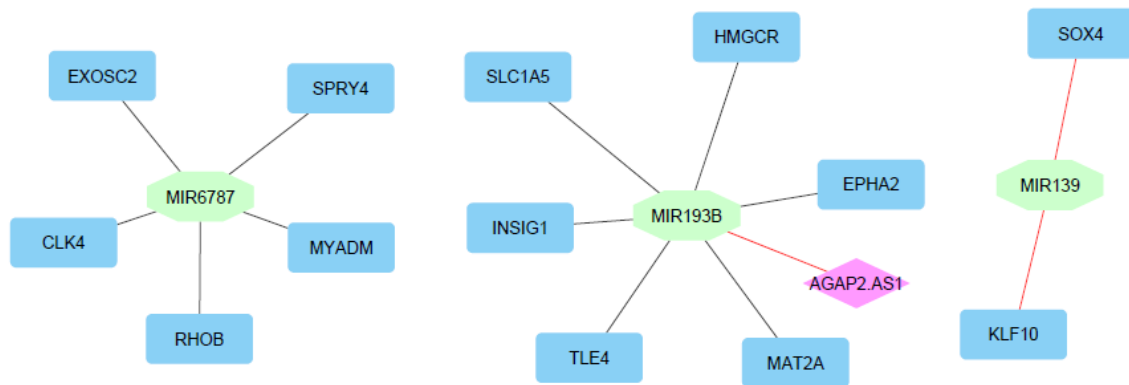 EXOSC2
SPRY4
MIR6787
CLK4
MYADM
RHOB
HMGCR
SLC1A5
EPHA2
MIR193B
INSIG1
AGAP2.AS1
TLE4
MAT2A
SOX4
MIR139
KLF10